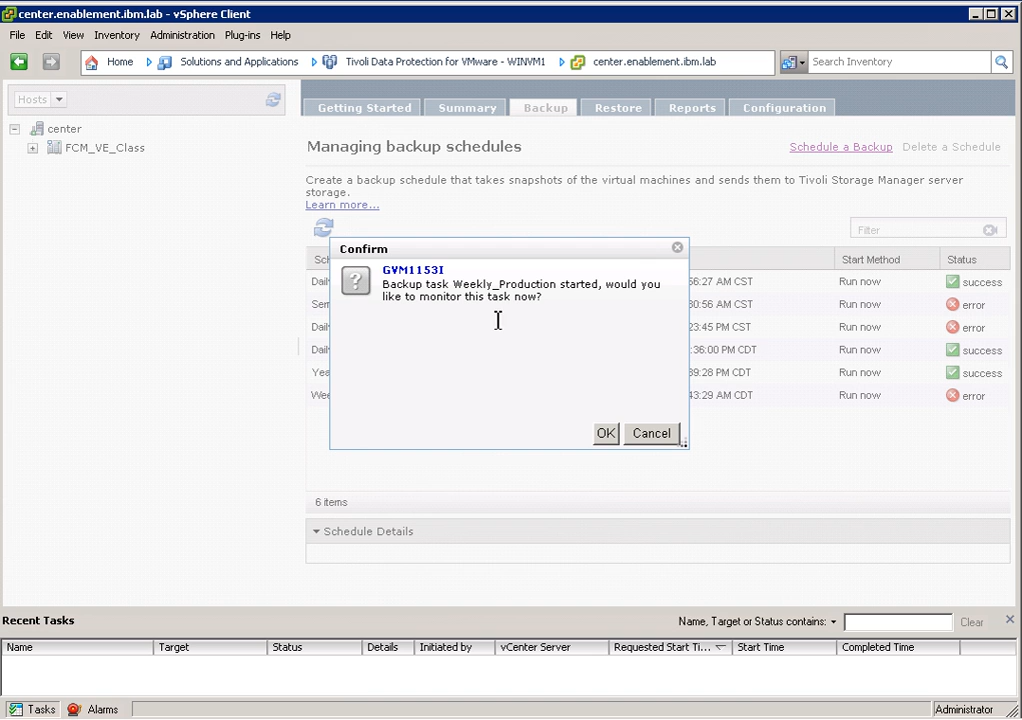 center.enablement.ibm.lab - vSphere Client
File Edit View Inventory Administration Plug-ins Help
Home Solutions and Applications Tivoli Data Protection for VMware - WINVM1 center.enablement.ibm.lab Search Inventory
Hosts
center
FCM_VE_Class
Getting Started Summary Backup Restore Reports Configuration
Managing backup schedules Schedule a Backup Delete a Schedule
Create a backup schedule that takes snapshots of the virtual machines and sends them to Tivoli Storage Manager server
storage.
Learn more...
Filter
Start Method Status
Run now success
Run now error
Run now error
Run now success
Run now success
Run now error
Confirm
GVM1153I
Backup task Weekly_Production started, would you
like to monitor this task now?
OK Cancel
6 items
Schedule Details
Recent Tasks Name, Target or Status contains: Clear
Name Target Status Details Initiated by vCenter Server Requested Start Ti... Start Time Completed Time
Tasks Alarms Administrator